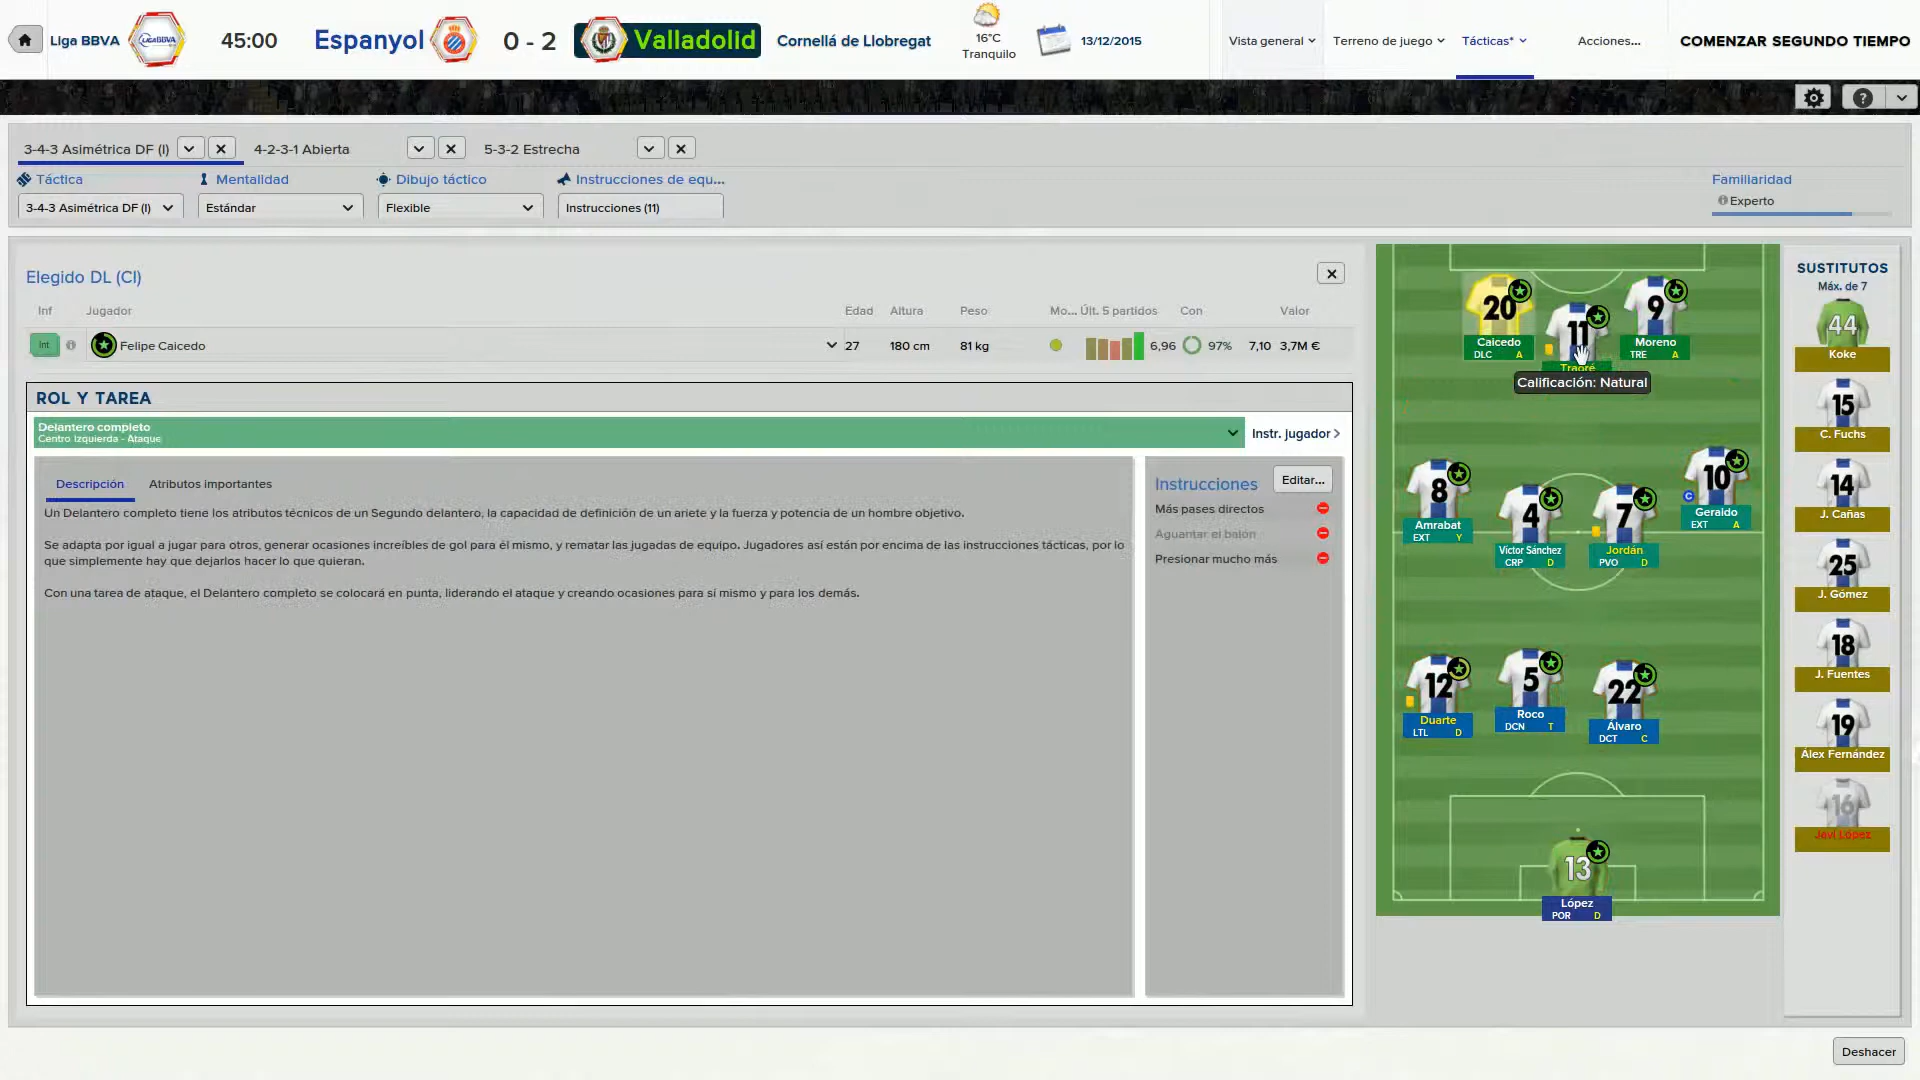 Liga BBVA
LIGABBVA
45:00
Espanyol
0 - 2
Valladolid
Cornellá de Llobregat
16°C
Tranquilo
13/12/2015
Vista general
Terreno de juego
Tácticas*
Acciones...
COMENZAR SEGUNDO TIEMPO
3-4-3 Asimétrica DF (I)
4-2-3-1 Abierta
5-3-2 Estrecha
Táctica
Mentalidad
Dibujo táctico
Instrucciones de equ...
Familiaridad
3-4-3 Asimétrica DF (I)
Estándar
Flexible
Instrucciones (11)
Experto
Elegido DL (CI)
Inf
Jugador
Edad
Altura
Peso
Mo...
Últ. 5 partidos
Con
Valor
Int
Felipe Caicedo
27
180 cm
81 kg
6,96
97%
7,10
3,7M €
ROL Y TAREA
Delantero completo
Centro Izquierda - Ataque
Instr. jugador
Descripción
Atributos importantes
Un Delantero completo tiene los atributos técnicos de un Segundo delantero, la capacidad de definición de un ariete y la fuerza y potencia de un hombre objetivo.
Se adapta por igual a jugar para otros, generar ocasiones increíbles de gol para él mismo, y rematar las jugadas de equipo. Jugadores así están por encima de las instrucciones tácticas, por lo
que simplemente hay que dejarlos hacer lo que quieran.
Con una tarea de ataque, el Delantero completo se colocará en punta, liderando el ataque y creando ocasiones para sí mismo y para los demás.
Instrucciones
Editar...
Más pases directos
Aguantar el balón
Presionar mucho más
20
Caicedo
DLC A
11
Traoré
9
Moreno
TRE A
Calificación: Natural
8
Amrabat
EXT Y
4
Víctor Sánchez
CRP D
7
Jordán
PVO D
10
C
Geraldo
EXT A
12
Duarte
LTL D
5
Roco
DCN T
22
Álvaro
DCT C
13
López
POR D
SUSTITUTOS
Máx. de 7
44
Koke
15
C. Fuchs
14
J. Cañas
25
J. Gómez
18
J. Fuentes
19
Álex Fernández
16
Javi López
Deshacer